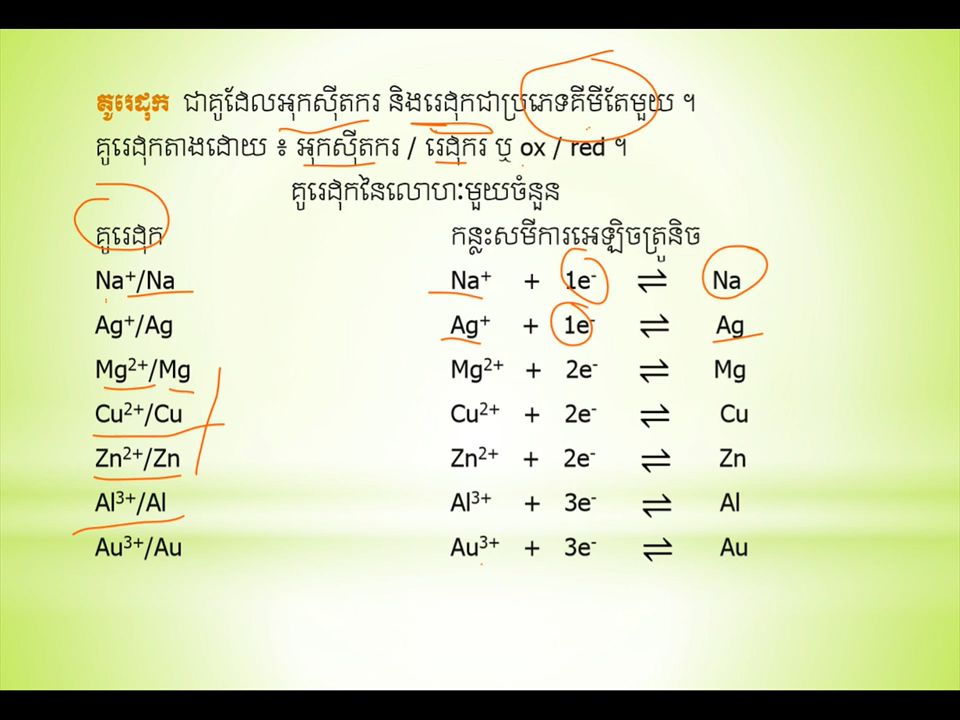 គូរេដុក ជាគូដែលអុកស៊ីតករ និងរេដុកជាប្រភេទគីមីតែមួយ ។
គូរេដុកតាងដោយ ៖ អុកស៊ីតករ / រេដុករ ឬ ox / red ។
គូរេដុកនៃលោហៈមួយចំនួន
គូរេដុក កន្លះសមីការអេឡិចត្រូនិច
Na⁺/Na Na⁺ + 1e⁻ ⇌ Na
Ag⁺/Ag Ag⁺ + 1e⁻ ⇌ Ag
Mg²⁺/Mg Mg²⁺ + 2e⁻ ⇌ Mg
Cu²⁺/Cu Cu²⁺ + 2e⁻ ⇌ Cu
Zn²⁺/Zn Zn²⁺ + 2e⁻ ⇌ Zn
Al³⁺/Al Al³⁺ + 3e⁻ ⇌ Al
Au³⁺/Au Au³⁺ + 3e⁻ ⇌ Au